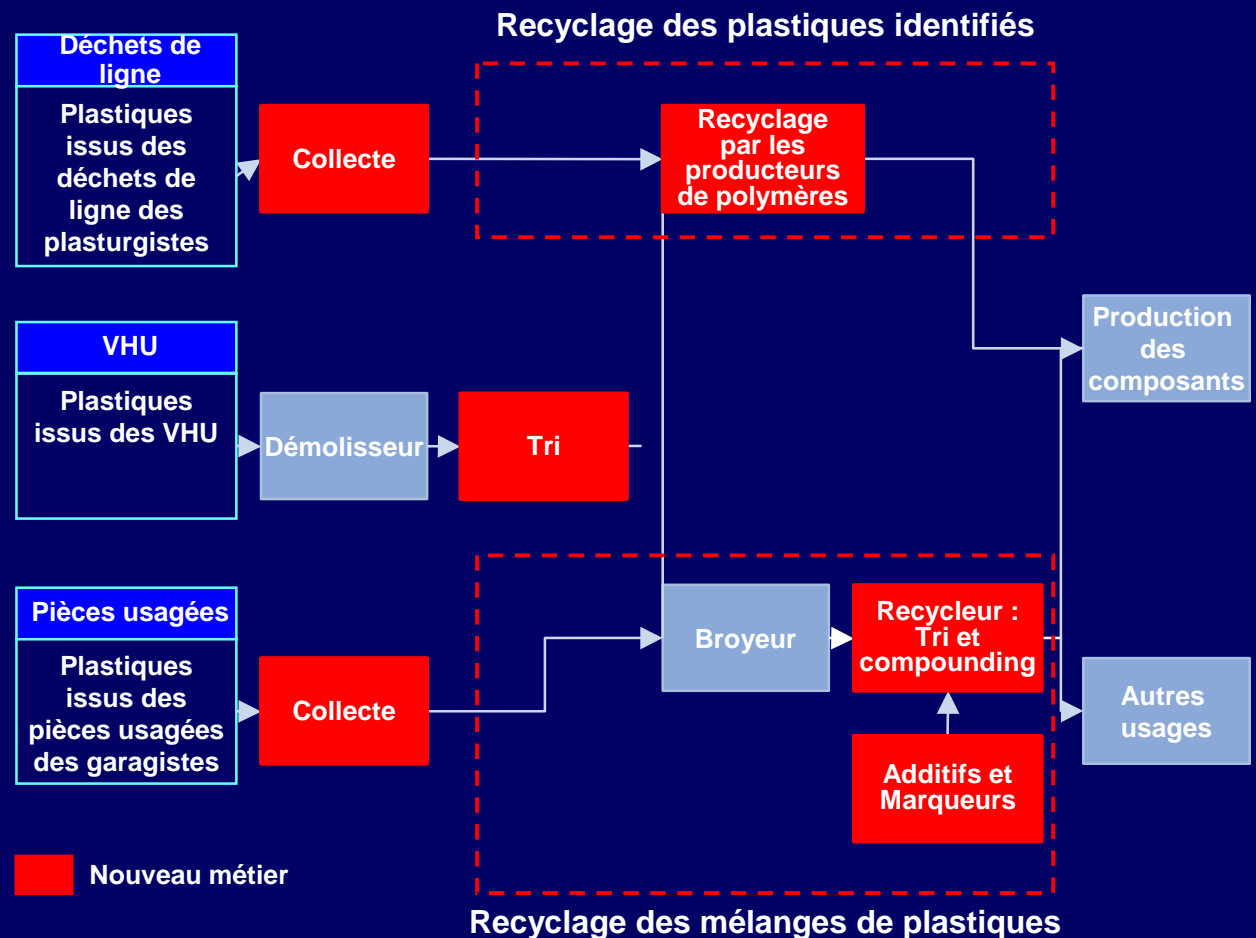 Recyclage des plastiques identifiés
Déchets de
ligne
Plastiques
issus des
déchets de
ligne des
plasturgistes
Collecte
Recyclage
par les
producteurs
de polymères
Production
des
composants
VHU
Plastiques
issus des VHU
Démolisseur
Tri
Pièces usagées
Plastiques
issus des
pièces usagées
des garagistes
Collecte
Broyeur
Recycleur :
Tri et
compounding
Autres
usages
Additifs et
Marqueurs
Nouveau métier
Recyclage des mélanges de plastiques